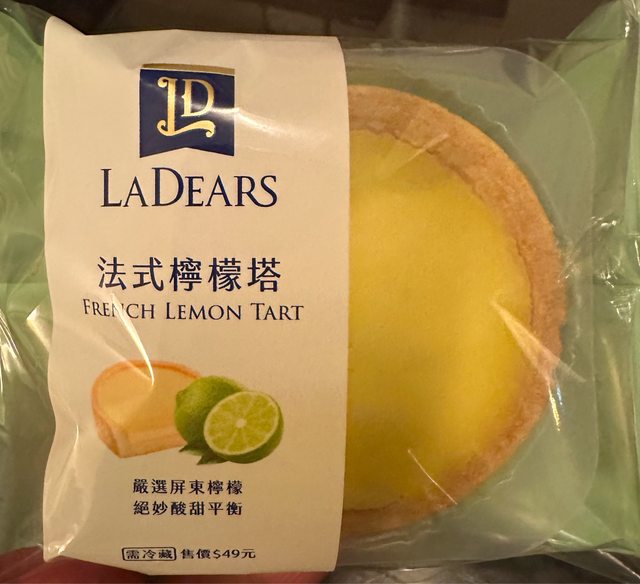 LD
LADEARS
法式檸檬塔
FRENCH LEMON TART
嚴選屏東檸檬
絕妙酸甜平衡
需冷藏 售價$49元